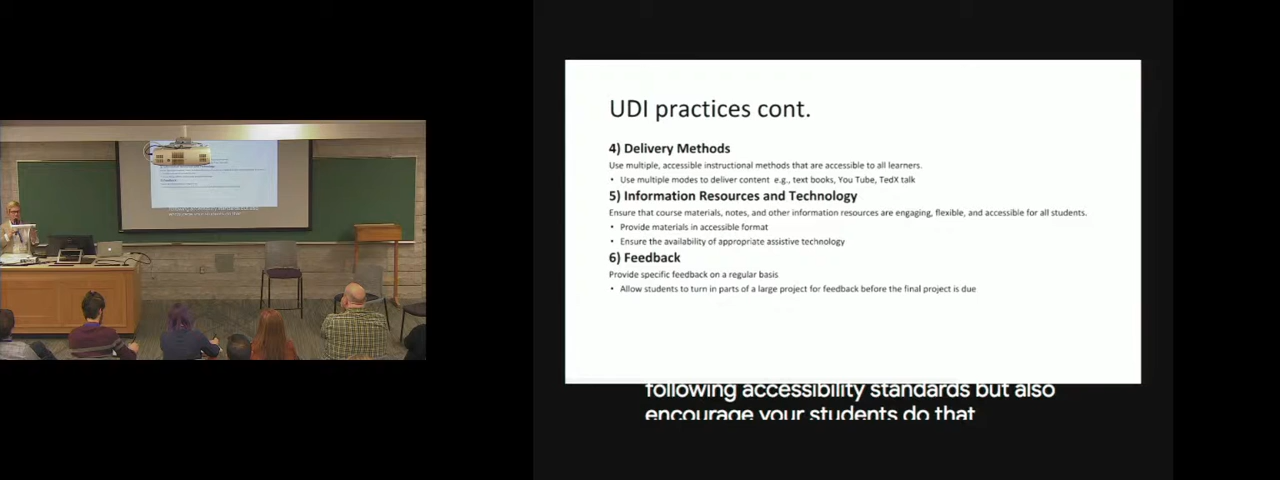 UDI practices cont.
4) Delivery Methods
Use multiple, accessible instructional methods that are accessible to all learners.
• Use multiple modes to deliver content e.g., text books, You Tube, TedX talk
5) Information Resources and Technology
Ensure that course materials, notes, and other information resources are engaging, flexible, and accessible for all students.
• Provide materials in accessible format
• Ensure the availability of appropriate assistive technology
6) Feedback
Provide specific feedback on a regular basis
• Allow students to turn in parts of a large project for feedback before the final project is due
following accessibility standards but also
encourage your students do that